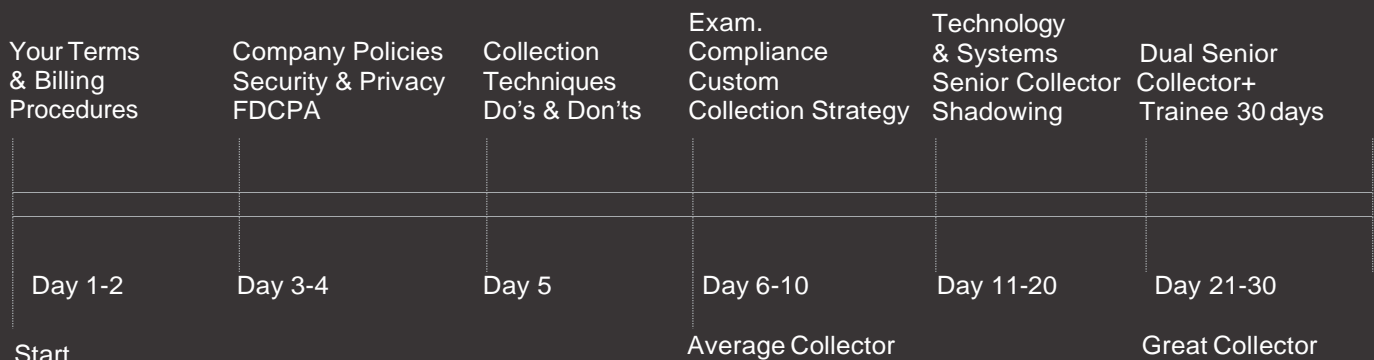 Your Terms
& Billing
Procedures
Company Policies
Security & Privacy
FDCPA
Collection
Techniques
Do's & Don'ts
Exam.
Compliance
Custom
Collection Strategy
Technology
& Systems
Senior Collector
Shadowing
Dual Senior
Collector+
Trainee 30 days
Day 1-2
Day 3-4
Day 5
Day 6-10
Day 11-20
Day 21-30
Start
Average Collector
Great Collector